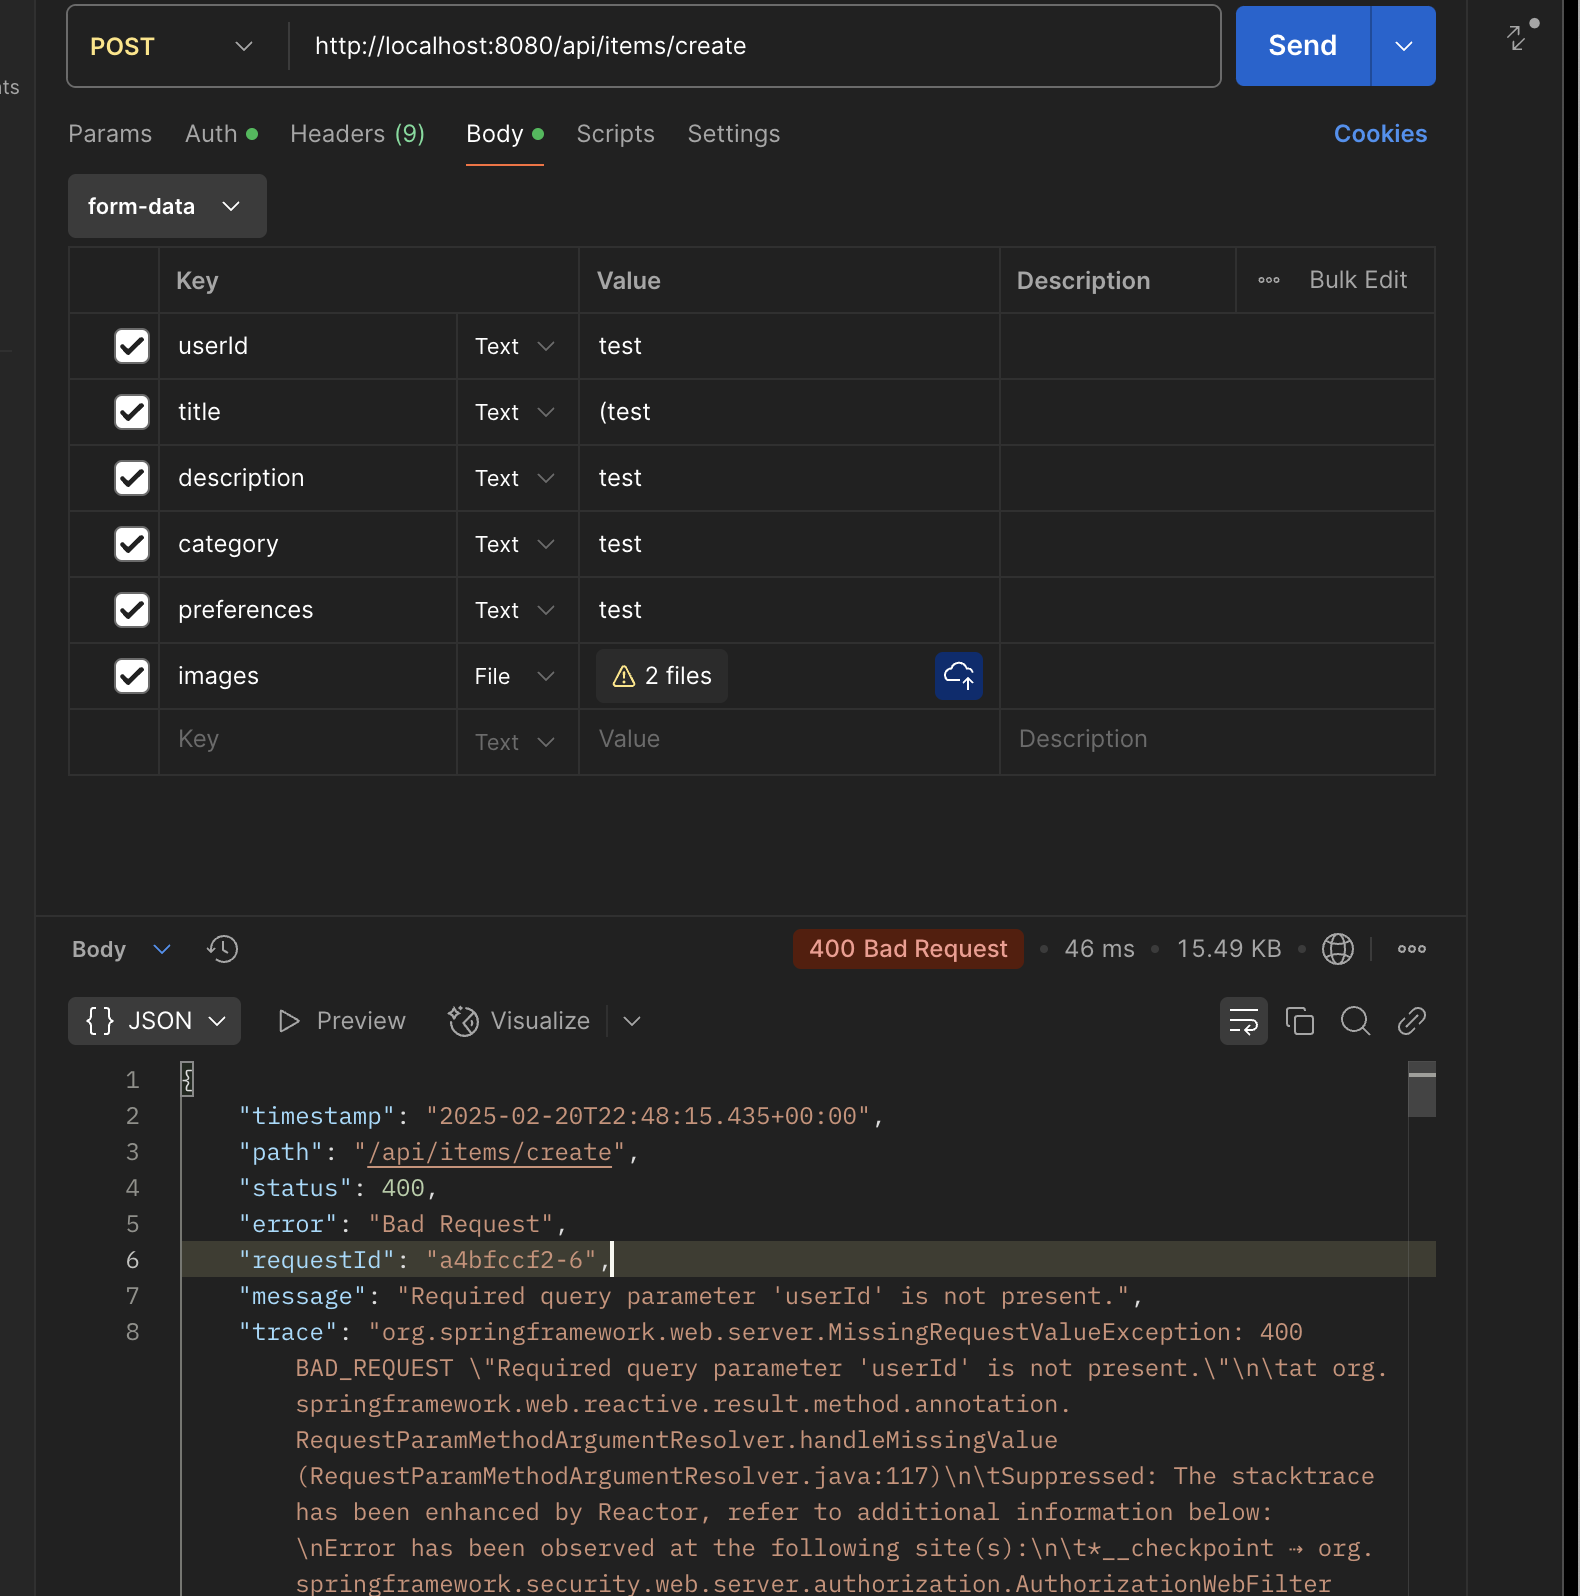 POST http://localhost:8080/api/items/create Send
nts
Params Auth Headers (9) Body Scripts Settings Cookies
form-data
Key Value Description Bulk Edit
userId Text test
title Text (test
description Text test
category Text test
preferences Text test
images File 2 files
Key Text Value Description
Body 400 Bad Request 46 ms 15.49 KB
{} JSON Preview Visualize
1 {
2 "timestamp": "2025-02-20T22:48:15.435+00:00",
3 "path": "/api/items/create",
4 "status": 400,
5 "error": "Bad Request",
6 "requestId": "a4bfccf2-6",
7 "message": "Required query parameter 'userId' is not present.",
8 "trace": "org.springframework.web.server.MissingRequestValueException: 400
BAD_REQUEST \"Required query parameter 'userId' is not present.\"\n\tat org.
springframework.web.reactive.result.method.annotation.
RequestParamMethodArgumentResolver.handleMissingValue
(RequestParamMethodArgumentResolver.java:117)\n\tSuppressed: The stacktrace
has been enhanced by Reactor, refer to additional information below:
\nError has been observed at the following site(s):\n\t*__checkpoint ⇢ org.
springframework.security.web.server.authorization.AuthorizationWebFilter